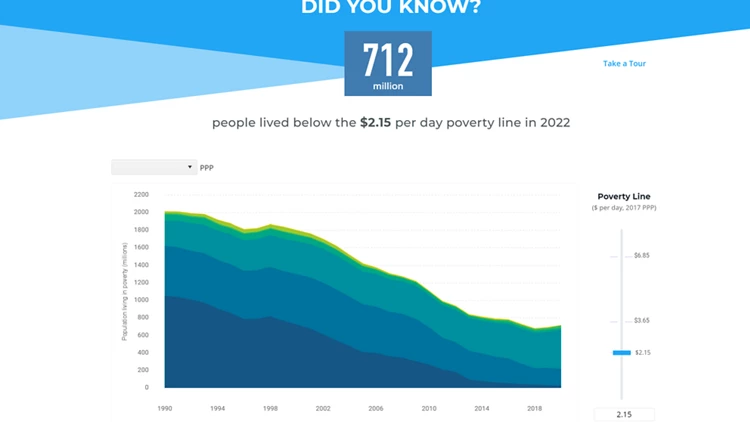 DID YOU KNOW?
712
million
Take a Tour
people lived below the $2.15 per day poverty line in 2022
PPP
Population living in poverty (millions)
2200
2000
1800
1600
1400
1200
1000
800
600
400
200
0
1990 1994 1998 2002 2006 2010 2014 2018
Poverty Line
($ per day, 2017 PPP)
$6.85
$3.65
$2.15
2.15